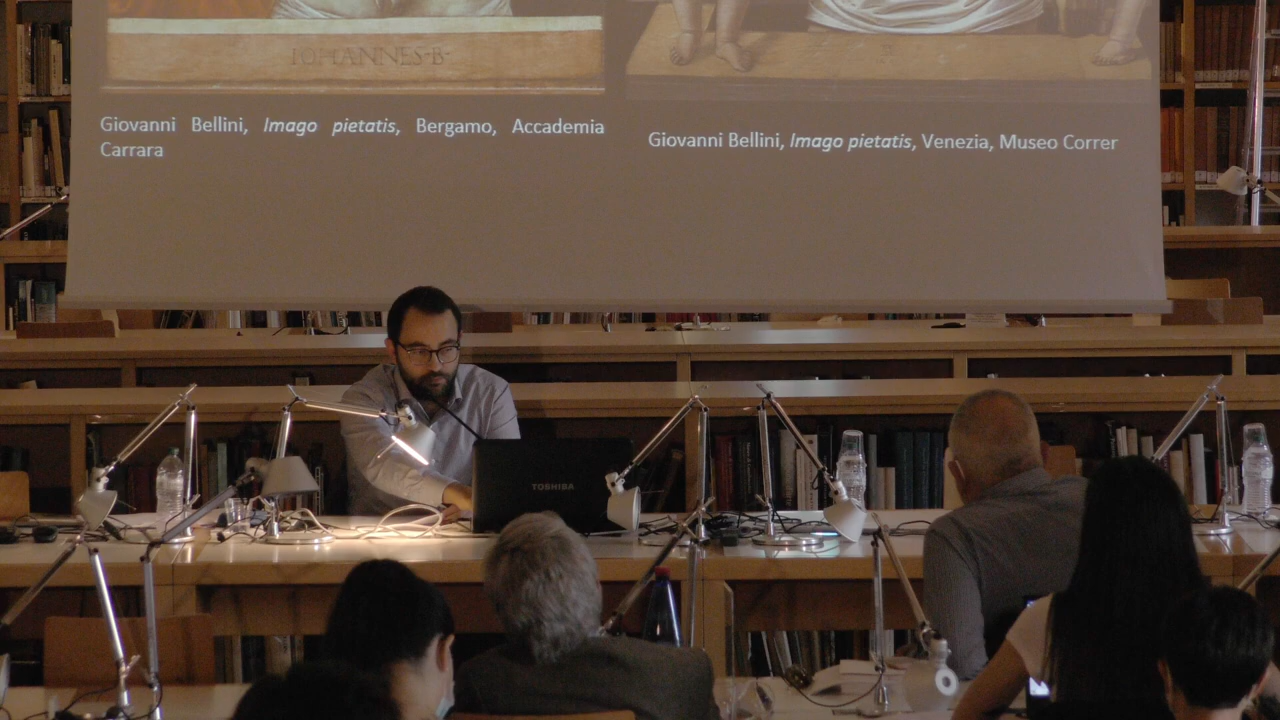 IOHANNES·B·
Giovanni Bellini, Imago pietatis, Bergamo, Accademia
Carrara
Giovanni Bellini, Imago pietatis, Venezia, Museo Correr
TOSHIBA